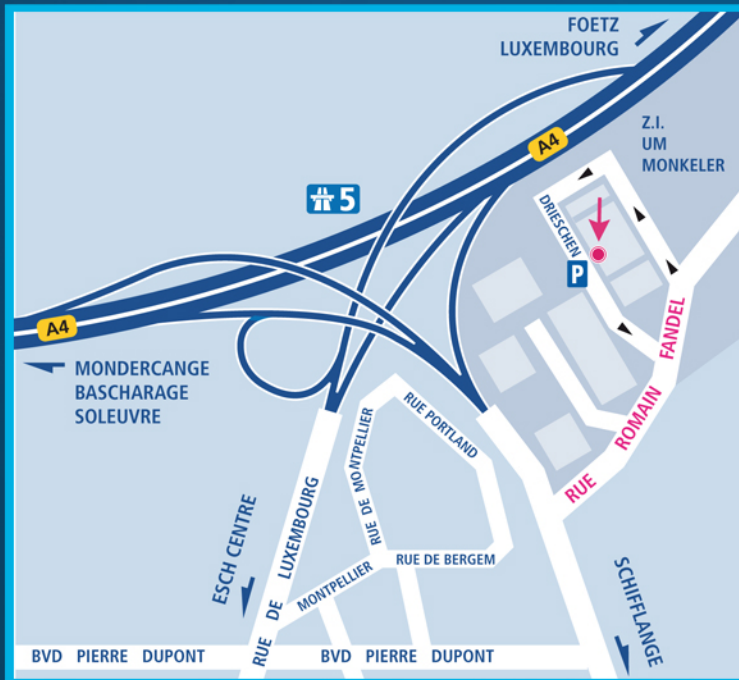 FOETZ
LUXEMBOURG
A4
Z.I.
UM
MONKELER
5
DRIESCHEN
P
A4
MONDERCANGE
BASCHARAGE
SOLEUVRE
RUE ROMAIN FANDEL
RUE PORTLAND
RUE DE MONTPELLIER
ESCH CENTRE
RUE DE LUXEMBOURG
MONTPELLIER
RUE DE BERGEM
SCHIFFLANGE
BVD PIERRE DUPONT
BVD PIERRE DUPONT